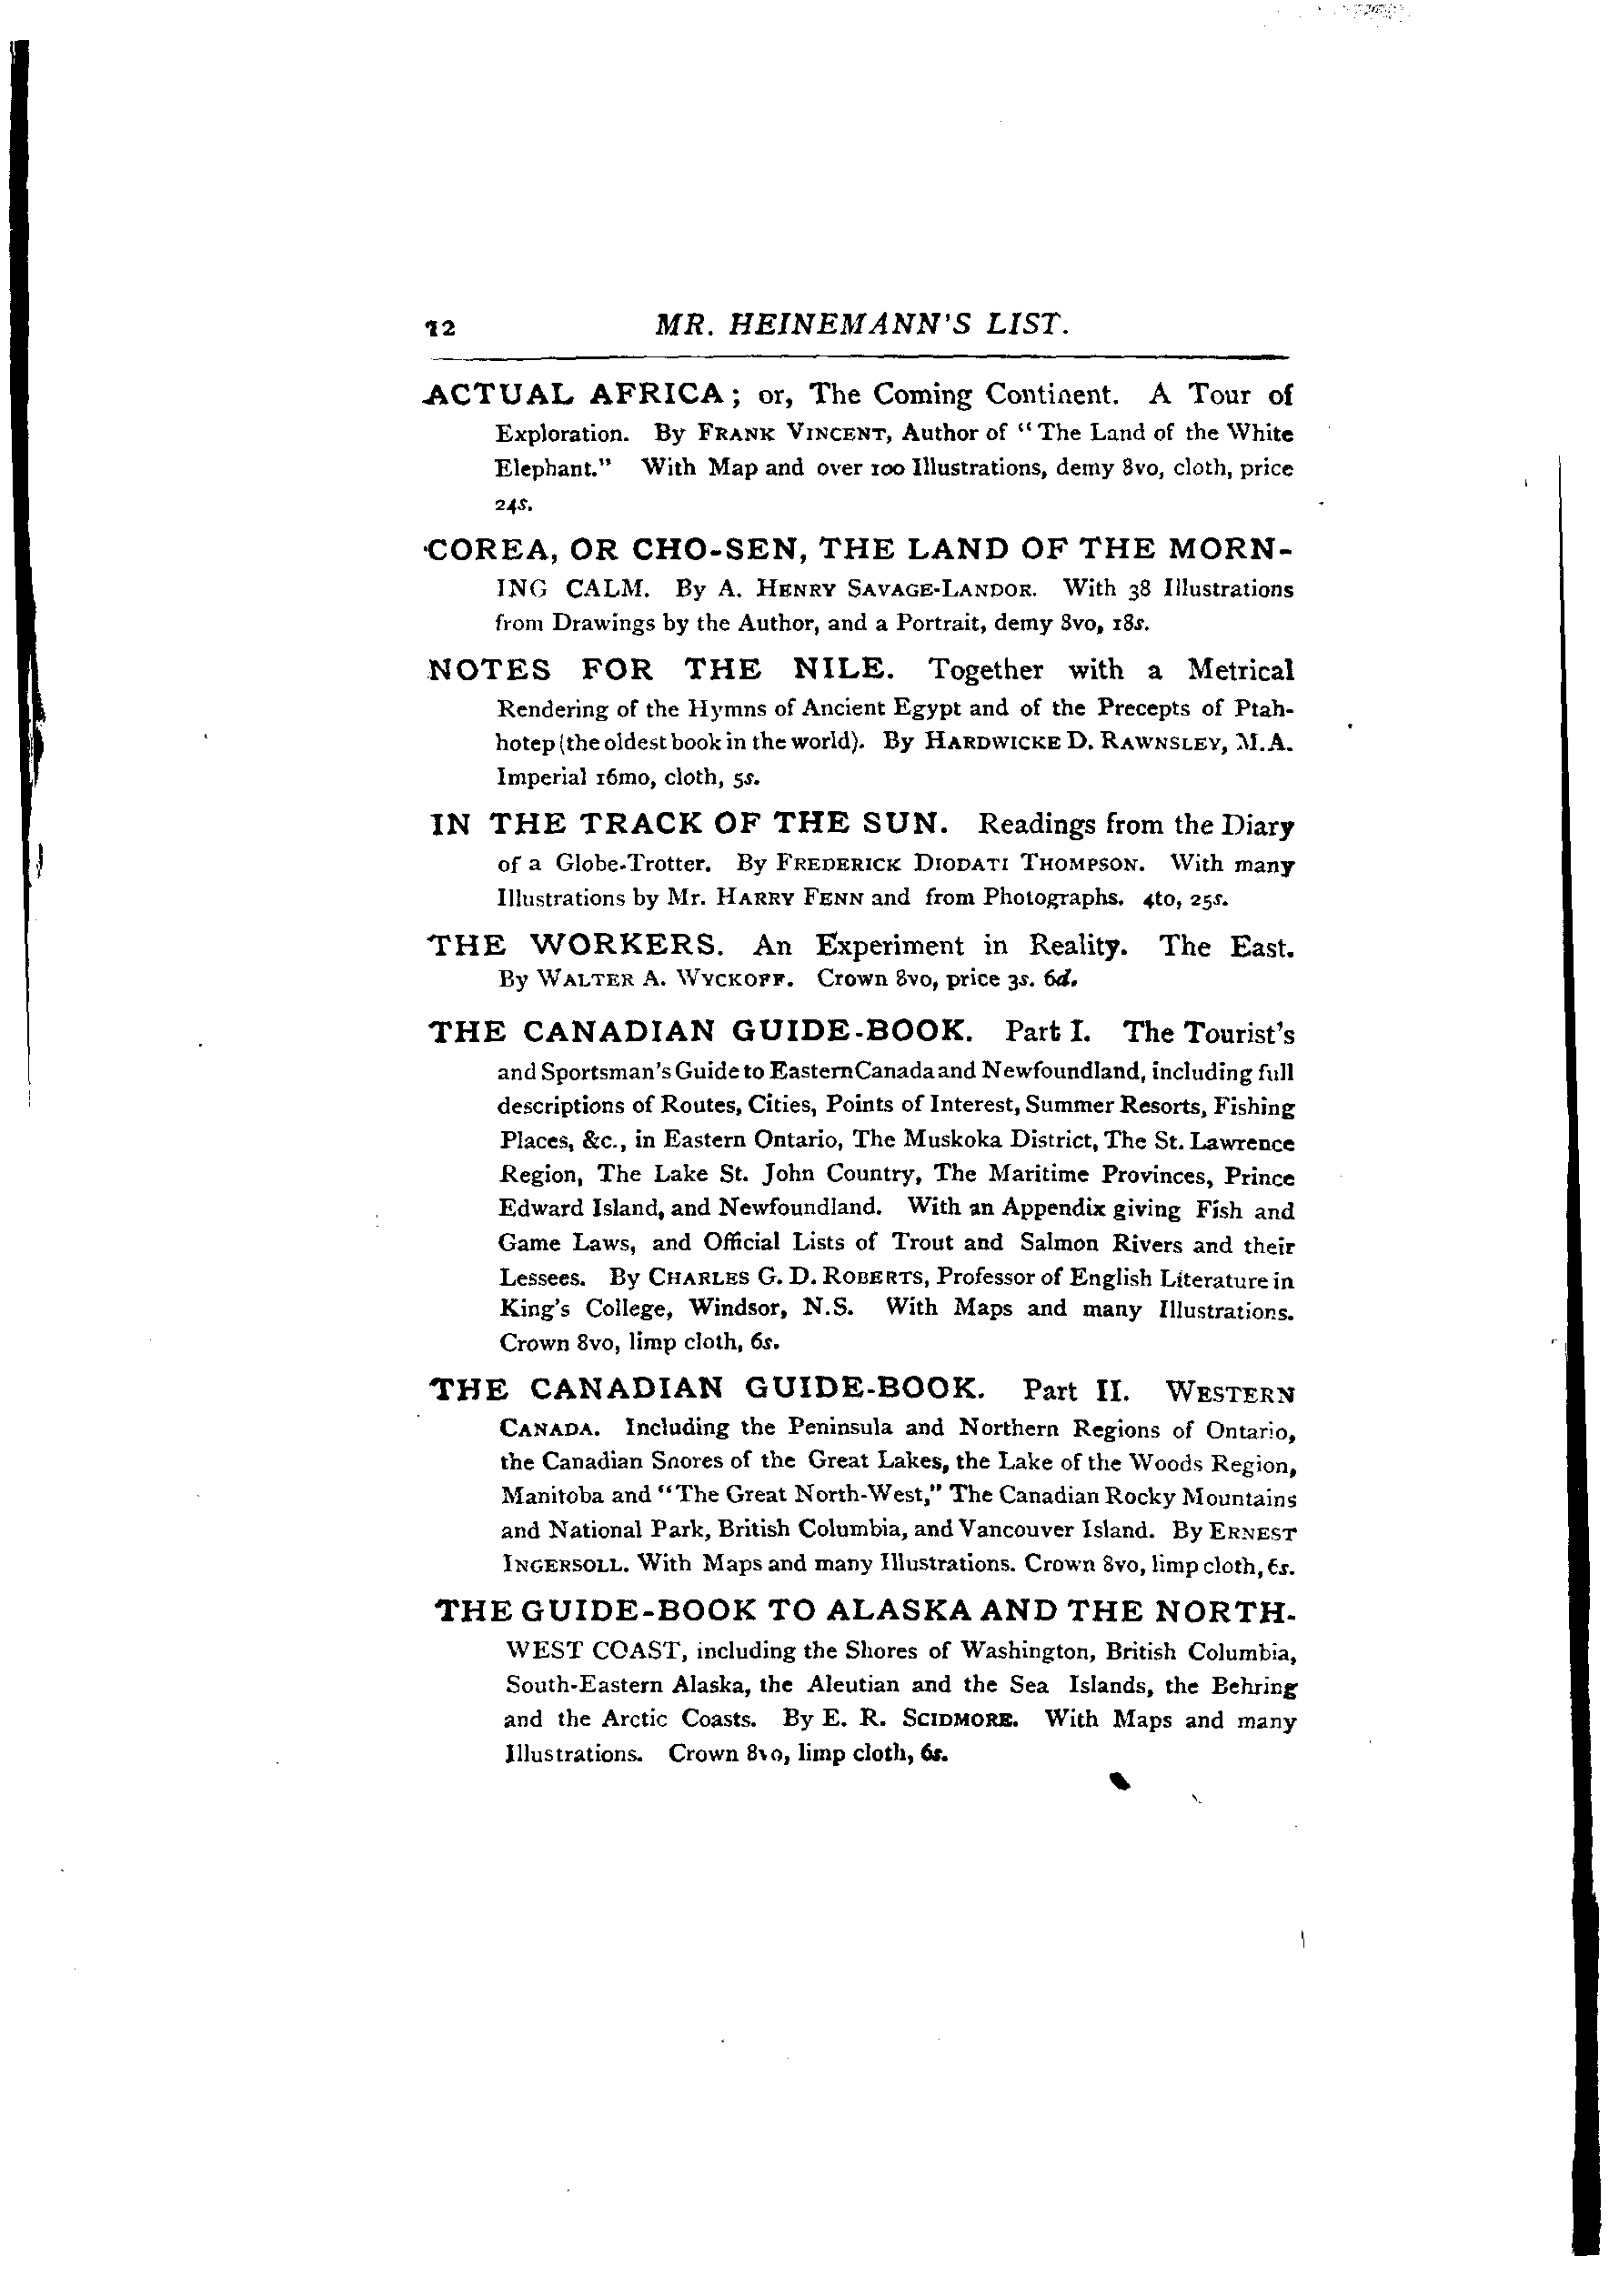 12 MR. HEINEMANN'S LIST.
ACTUAL AFRICA; or, The Coming Continent. A Tour of
Exploration. By FRANK VINCENT, Author of "The Land of the White
Elephant." With Map and over 100 Illustrations, demy 8vo, cloth, price
24s.
COREA, OR CHO-SEN, THE LAND OF THE MORN-
ING CALM. By A. HENRY SAVAGE-LANDOR. With 38 Illustrations
from Drawings by the Author, and a Portrait, demy 8vo, 18s.
NOTES FOR THE NILE. Together with a Metrical
Rendering of the Hymns of Ancient Egypt and of the Precepts of Ptah-
hotep (the oldest book in the world). By HARDWICKE D. RAWNSLEY, M.A.
Imperial 16mo, cloth, 5s.
IN THE TRACK OF THE SUN. Readings from the Diary
of a Globe-Trotter. By FREDERICK DIODATI THOMPSON. With many
Illustrations by Mr. HARRY FENN and from Photographs. 4to, 25s.
THE WORKERS. An Experiment in Reality. The East.
By WALTER A. WYCKOFF. Crown 8vo, price 3s. 6d.
THE CANADIAN GUIDE-BOOK. Part I. The Tourist's
and Sportsman's Guide to Eastern Canada and Newfoundland, including full
descriptions of Routes, Cities, Points of Interest, Summer Resorts, Fishing
Places, &c., in Eastern Ontario, The Muskoka District, The St. Lawrence
Region, The Lake St. John Country, The Maritime Provinces, Prince
Edward Island, and Newfoundland. With an Appendix giving Fish and
Game Laws, and Official Lists of Trout and Salmon Rivers and their
Lessees. By CHARLES G. D. ROBERTS, Professor of English Literature in
King's College, Windsor, N.S. With Maps and many Illustrations.
Crown 8vo, limp cloth, 6s.
THE CANADIAN GUIDE-BOOK. Part II. WESTERN
CANADA. Including the Peninsula and Northern Regions of Ontario,
the Canadian Shores of the Great Lakes, the Lake of the Woods Region,
Manitoba and "The Great North-West," The Canadian Rocky Mountains
and National Park, British Columbia, and Vancouver Island. By ERNEST
INGERSOLL. With Maps and many Illustrations. Crown 8vo, limp cloth, 6s.
THE GUIDE-BOOK TO ALASKA AND THE NORTH-
WEST COAST, including the Shores of Washington, British Columbia,
South-Eastern Alaska, the Aleutian and the Sea Islands, the Behring
and the Arctic Coasts. By E. R. SCIDMORE. With Maps and many
Illustrations. Crown 8vo, limp cloth, 6s.